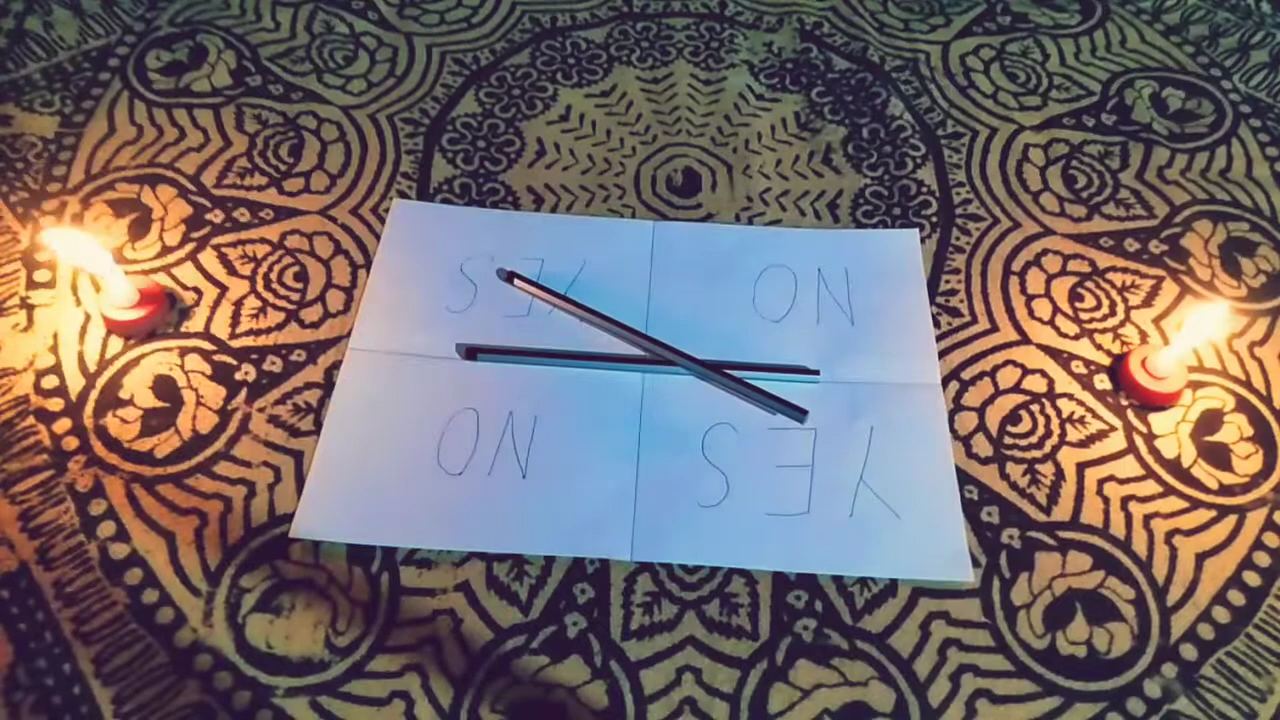 YES NO
NO YES